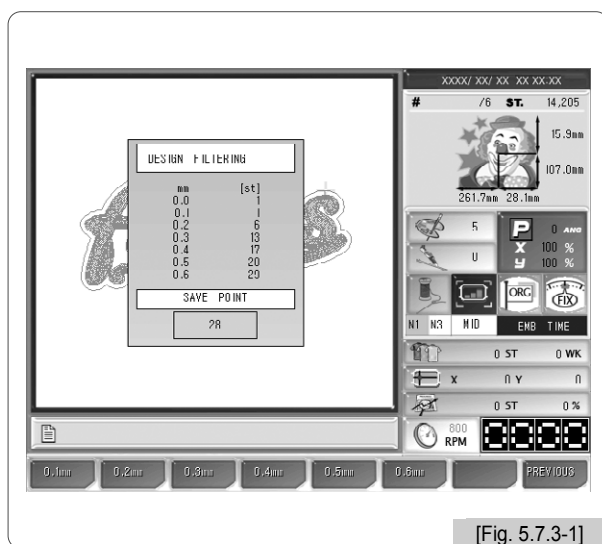 XXXX/ XX/ XX XX XX:XX
# /6 ST. 14,205
15.9mm
107.0mm
261.7mm 28.1mm
DESIGN FILTERING
mm [st]
0.0 1
0.1 1
0.2 6
0.3 13
0.4 17
0.5 20
0.6 29
SAVE POINT
28
5 P 0 ANG
0 X 100 %
Y 100 %
ORG FIX
N1 N3 MID EMB TIME
0 ST 0 WK
X 0 Y 0
0 ST 0 %
800
RPM 0000
0.1mm 0.2mm 0.3mm 0.4mm 0.5mm 0.6mm PREVIOUS
[Fig. 5.7.3-1]